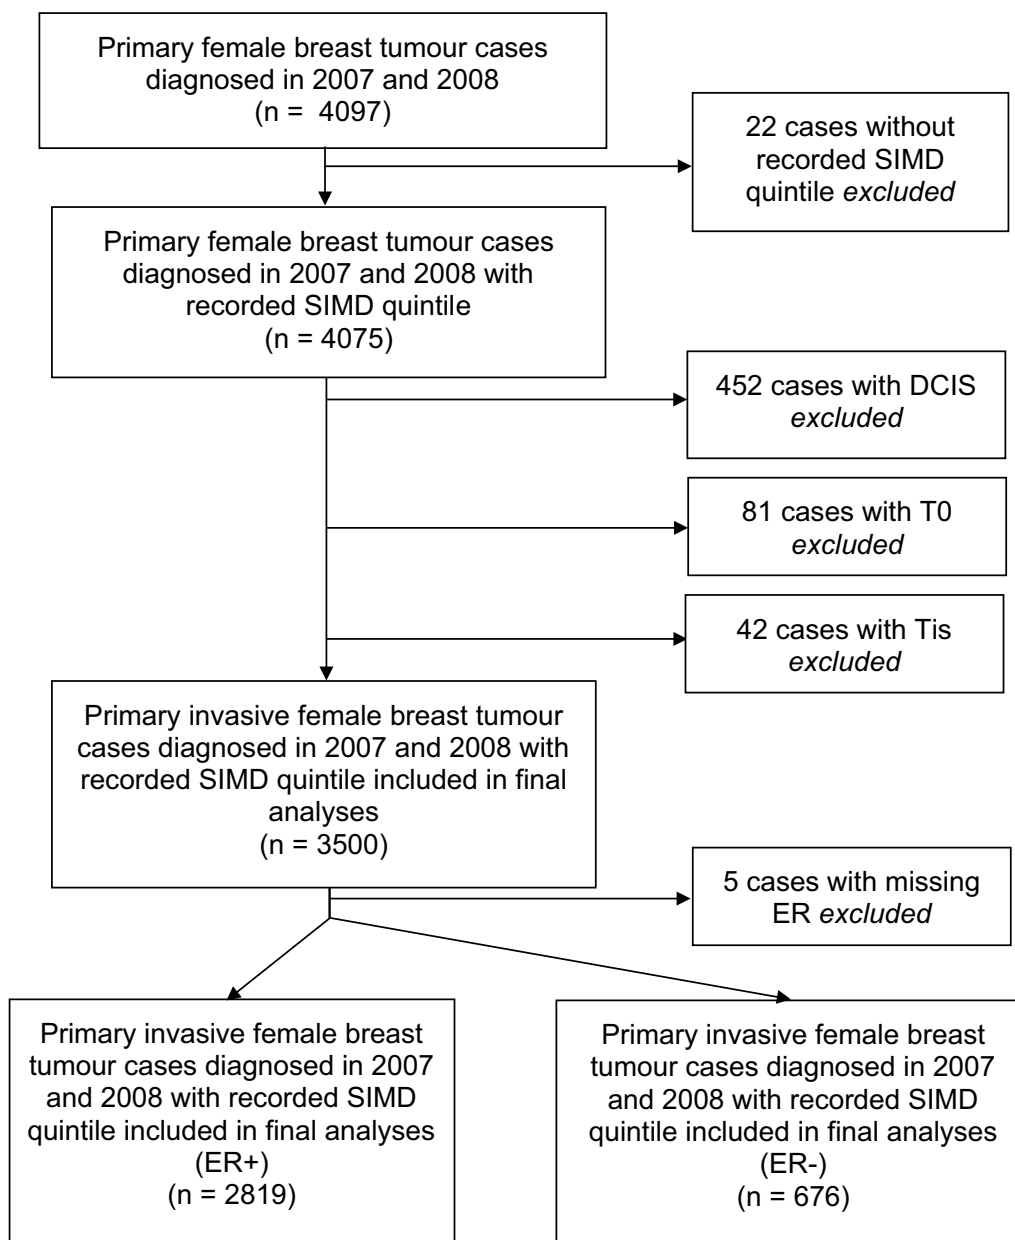 Primary female breast tumour cases
diagnosed in 2007 and 2008
(n =  4097)
22 cases without
recorded SIMD
quintile excluded
Primary female breast tumour cases
diagnosed in 2007 and 2008 with
recorded SIMD quintile
(n = 4075)
452 cases with DCIS
excluded
81 cases with T0
excluded
42 cases with Tis
excluded
Primary invasive female breast tumour
cases diagnosed in 2007 and 2008 with
recorded SIMD quintile included in final
analyses
(n = 3500)
5 cases with missing
ER excluded
Primary invasive female breast
tumour cases diagnosed in 2007
and 2008 with recorded SIMD
quintile included in final analyses
(ER+)
(n = 2819)
Primary invasive female breast
tumour cases diagnosed in 2007
and 2008 with recorded SIMD
quintile included in final analyses
(ER-)
(n = 676)